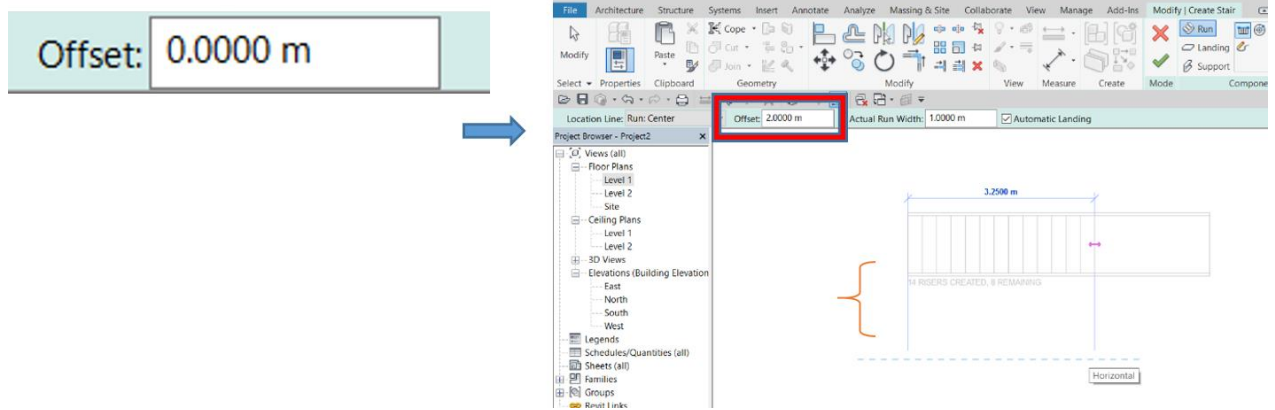 Offset: 0.0000 m
File Architecture Structure Systems Insert Annotate Analyze Massing & Site Collaborate View Manage Add-Ins Modify | Create Stair
Modify Paste Cope Cut Join Run Landing Support
Select Properties Clipboard Geometry Modify View Measure Create Mode Compone
Location Line: Run: Center Offset: 2.0000 m Actual Run Width: 1.0000 m Automatic Landing
Project Browser - Project2
Views (all)
Floor Plans
Level 1
Level 2
Site
Ceiling Plans
Level 1
Level 2
3D Views
Elevations (Building Elevation
East
North
South
West
Legends
Schedules/Quantities (all)
Sheets (all)
Families
Groups
Revit Links
3.2500 m
14 RISERS CREATED, 8 REMAINING
Horizontal